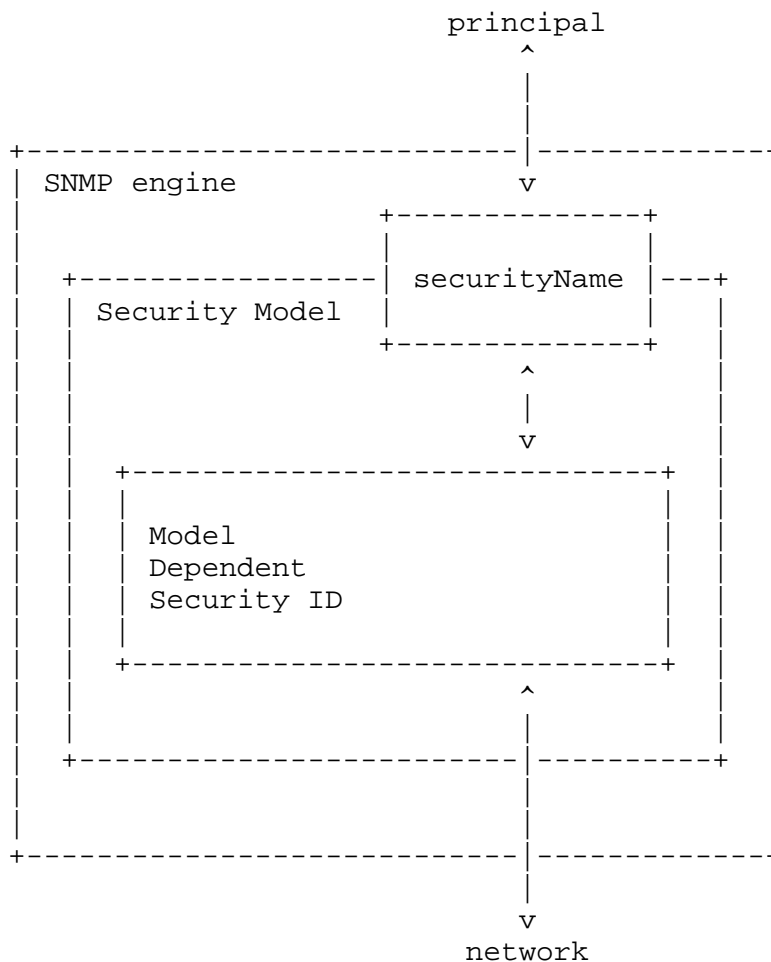 principal
SNMP engine
securityName
Security Model
Model
Dependent
Security ID
network